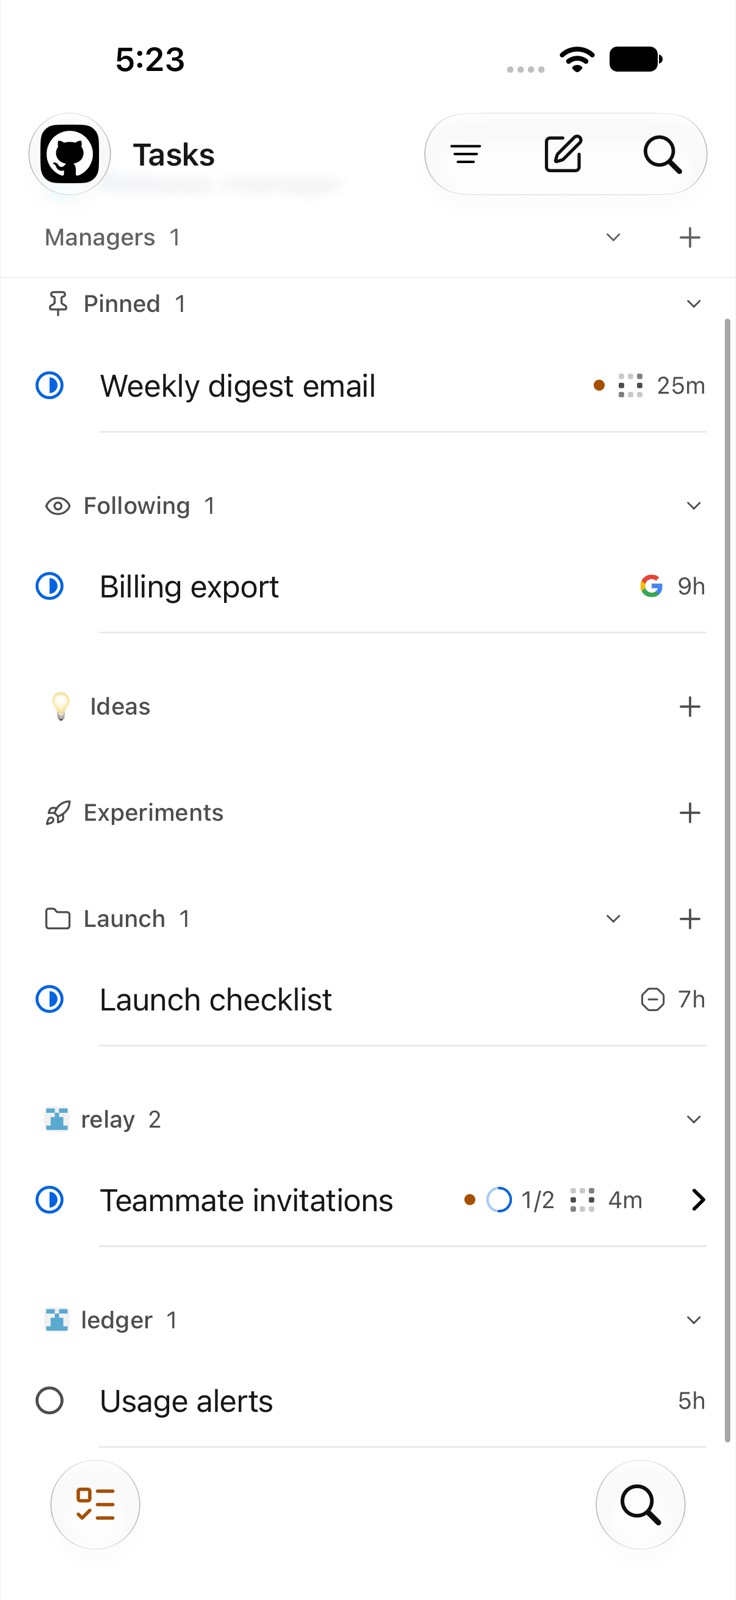 5:23
Tasks
Managers 1
Pinned 1
Weekly digest email 25m
Following 1
Billing export 9h
Ideas
Experiments
Launch 1
Launch checklist 7h
relay 2
Teammate invitations 1/2 4m
ledger 1
Usage alerts 5h